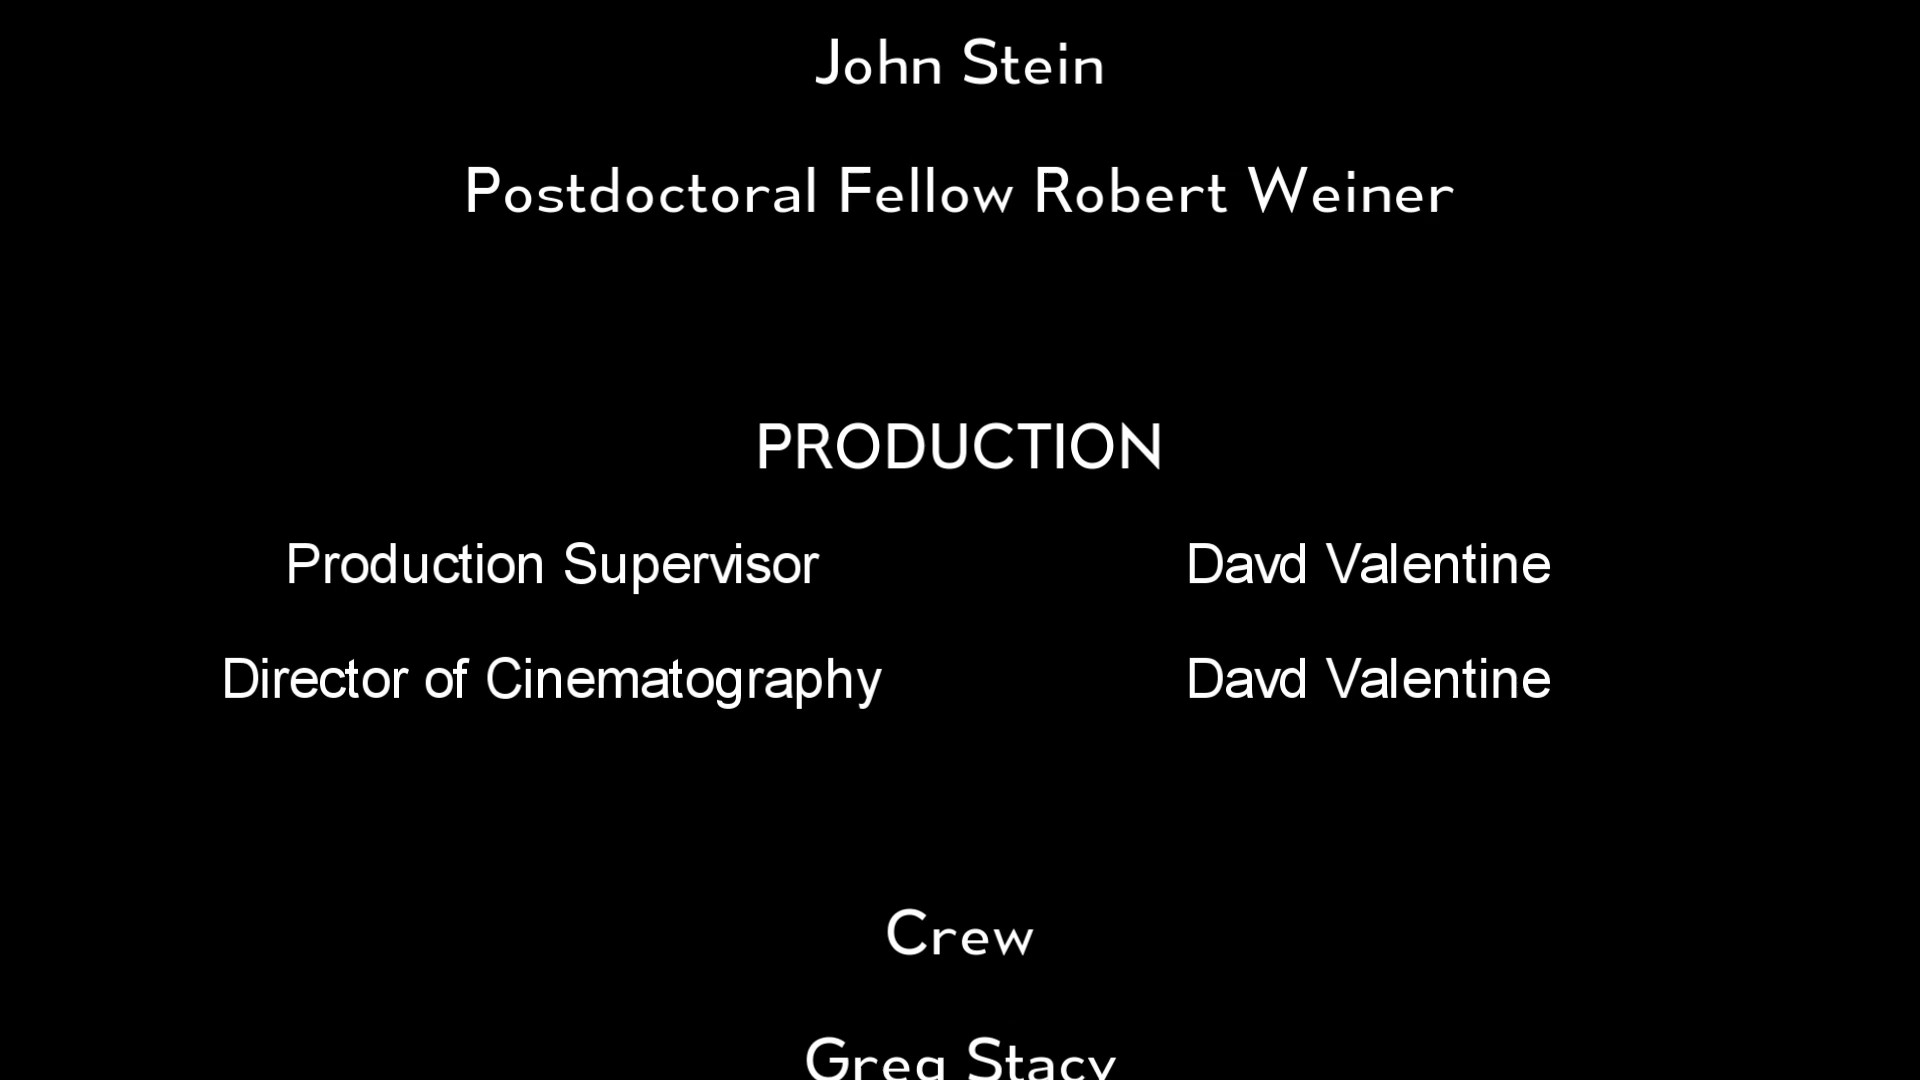 John Stein
Postdoctoral Fellow Robert Weiner
PRODUCTION
Production Supervisor Davd Valentine
Director of Cinematography Davd Valentine
Crew
Greg Stacy